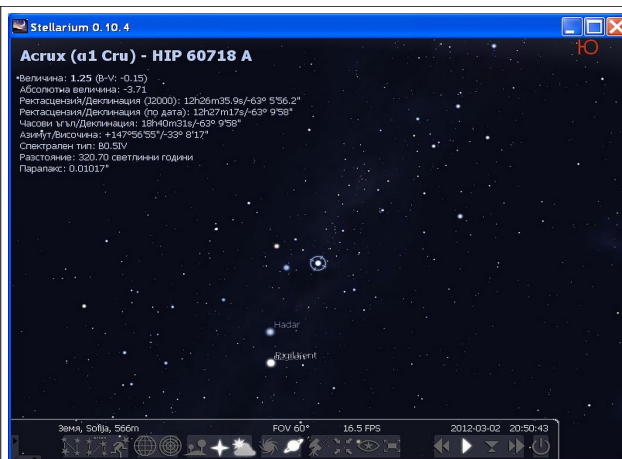 Stellarium 0.10.4
Ю
Acrux (α1 Cru) - HIP 60718 A
Величина: 1.25 (B-V: -0.15)
Абсолютна величина: -3.71
Ректасцензия/Деклинация (J2000): 12h26m35.9s/-63° 5'56.2"
Ректасцензия/Деклинация (по дата): 12h27m17s/-63° 9'58"
Часови ъгъл/Деклинация: 18h40m31s/-63° 9'58"
Азимут/Височина: +147°56'55"/-33° 8'17"
Спектрален тип: B0.5IV
Разстояние: 320.70 светлинни години
Паралакс: 0.01017"
Hadar
Земя, Sofija, 566m FOV 60° 16.5 FPS 2012-03-02 20:50:43